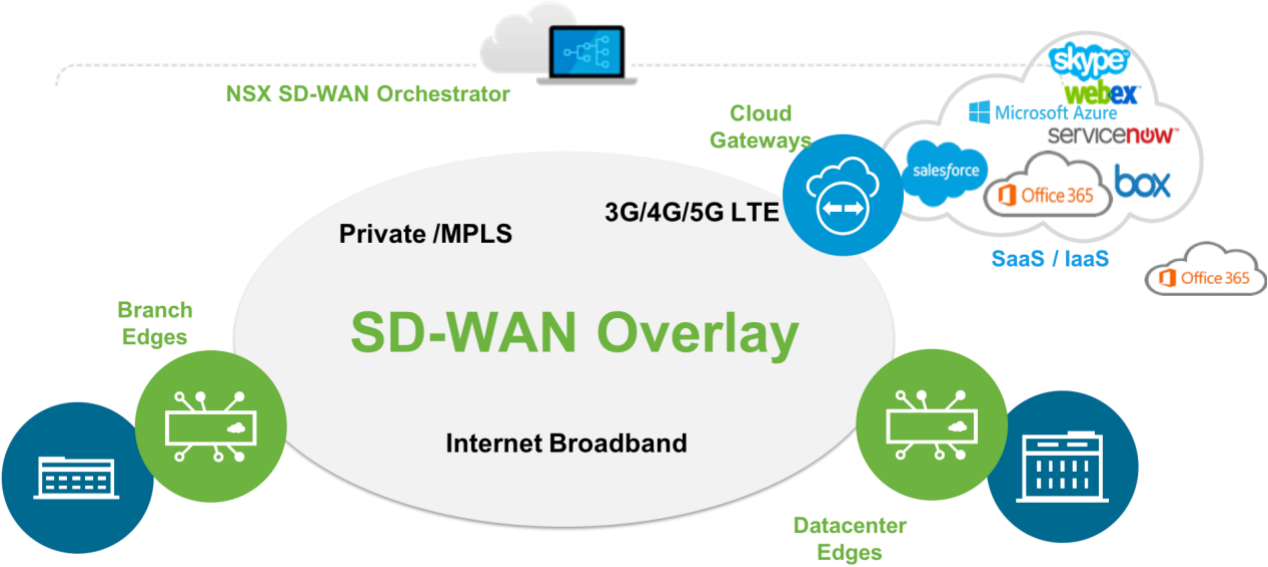 NSX SD-WAN Orchestrator
Cloud
Gateways
skype
webex
Microsoft Azure
servicenow
salesforce
Office 365
box
SaaS / IaaS
Office 365
3G/4G/5G LTE
Private /MPLS
Branch
Edges
SD-WAN Overlay
Internet Broadband
Datacenter
Edges